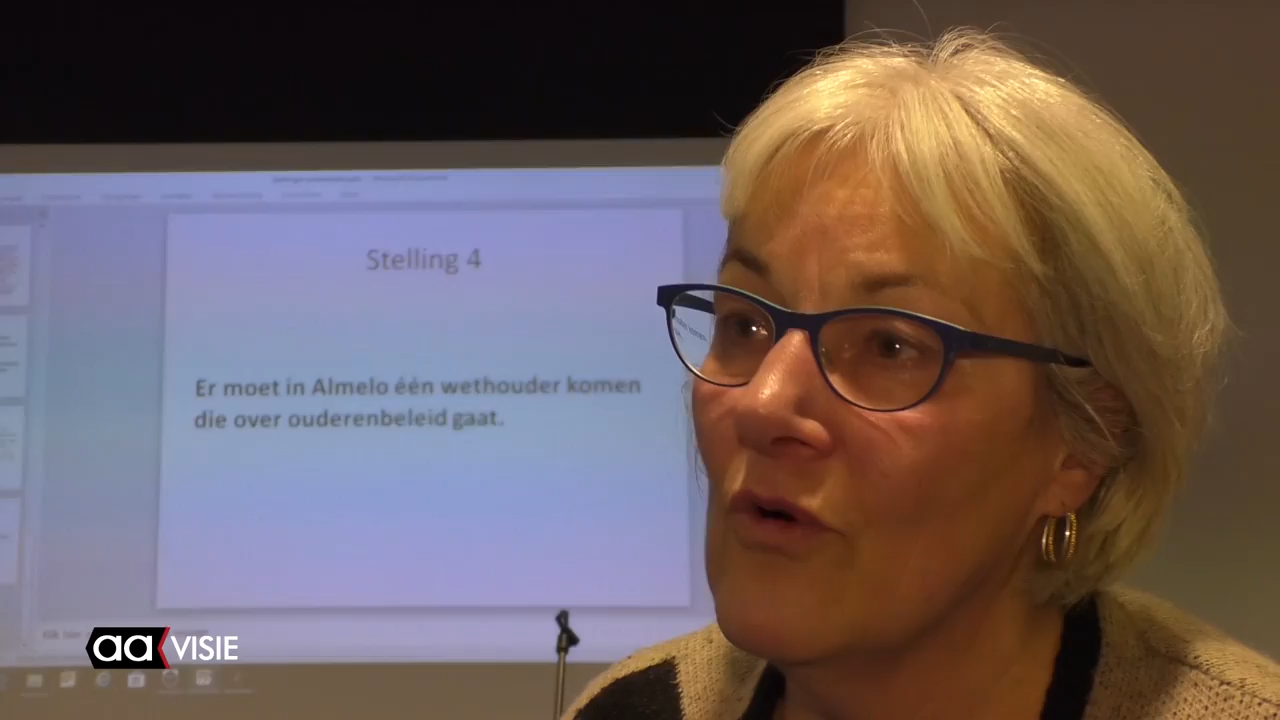 Stelling 4
Er moet in Almelo één wethouder komen
die over ouderenbeleid gaat.
aa VISIE